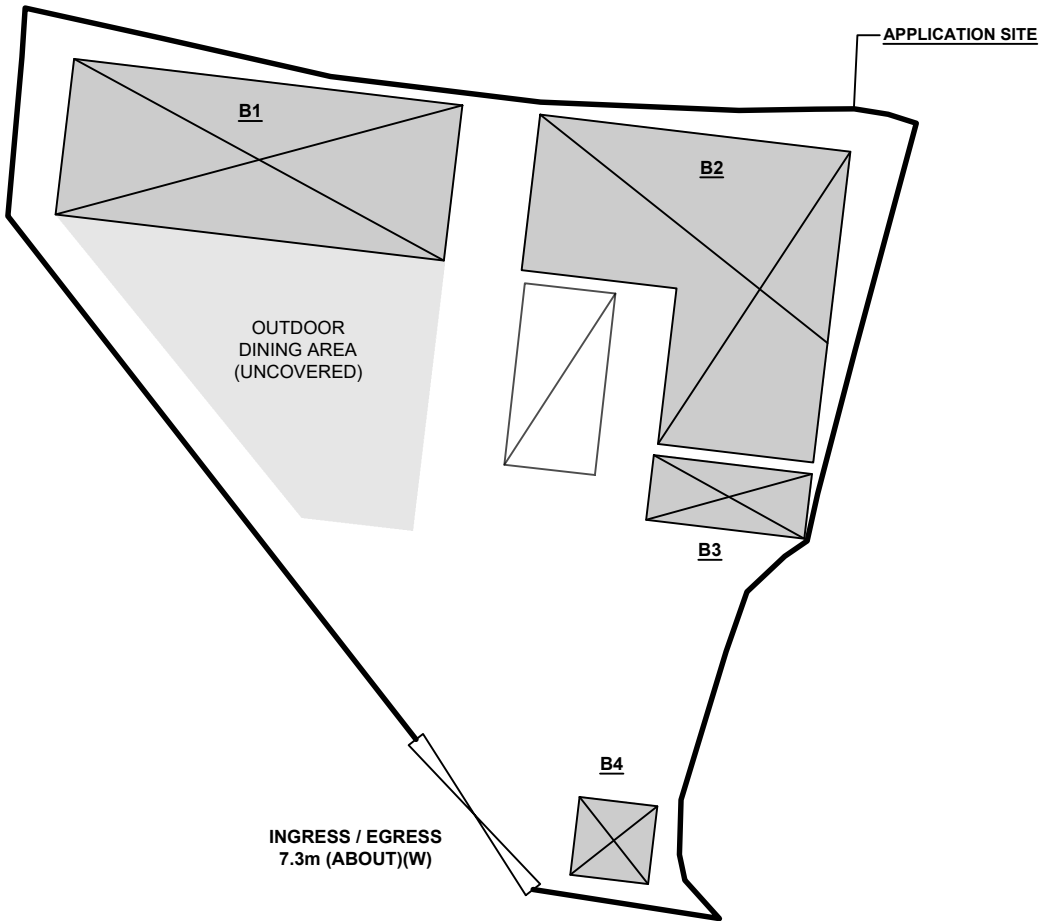 APPLICATION SITE
B1
B2
OUTDOOR
DINING AREA
(UNCOVERED)
B3
B4
INGRESS / EGRESS
7.3m (ABOUT)(W)